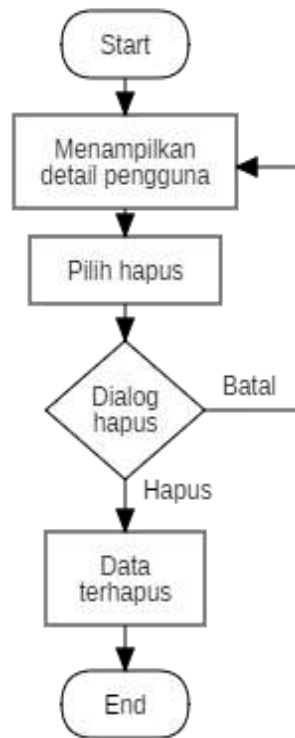 Start
Menampilkan
detail pengguna
Pilih hapus
Dialog
hapus
Batal
Hapus
Data
terhapus
End